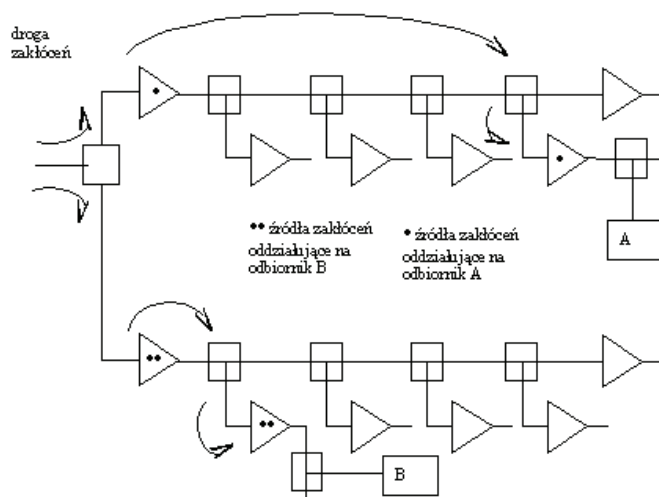 droga
zakłóceń
•• źródła zakłóceń
oddziałujące na
odbiornik B
• źródła zakłóceń
oddziałujące na
odbiornik A
A
B